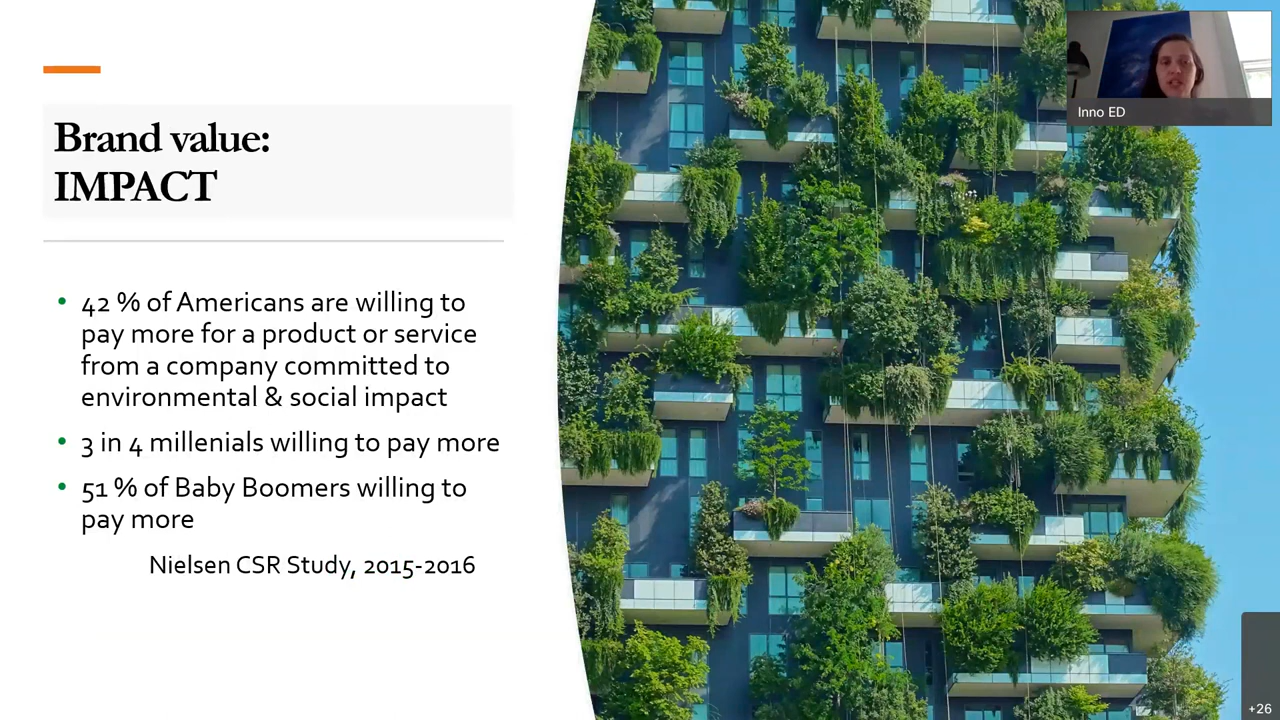 Brand value:
IMPACT
• 42 % of Americans are willing to
pay more for a product or service
from a company committed to
environmental & social impact
• 3 in 4 millenials willing to pay more
• 51 % of Baby Boomers willing to
pay more
Nielsen CSR Study, 2015-2016
Inno ED
+26